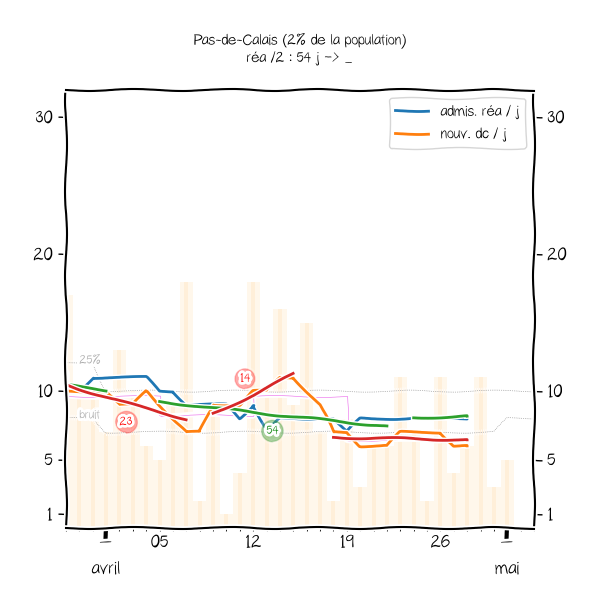 Pas-de-Calais (2% de la population)
réa /2 : 54 j -> _
admis. réa / j
nouv. dc / j
30
30
20
20
25%
14
10
10
bruit
23
54
5
5
1
1
05
12
19
26
avril
mai